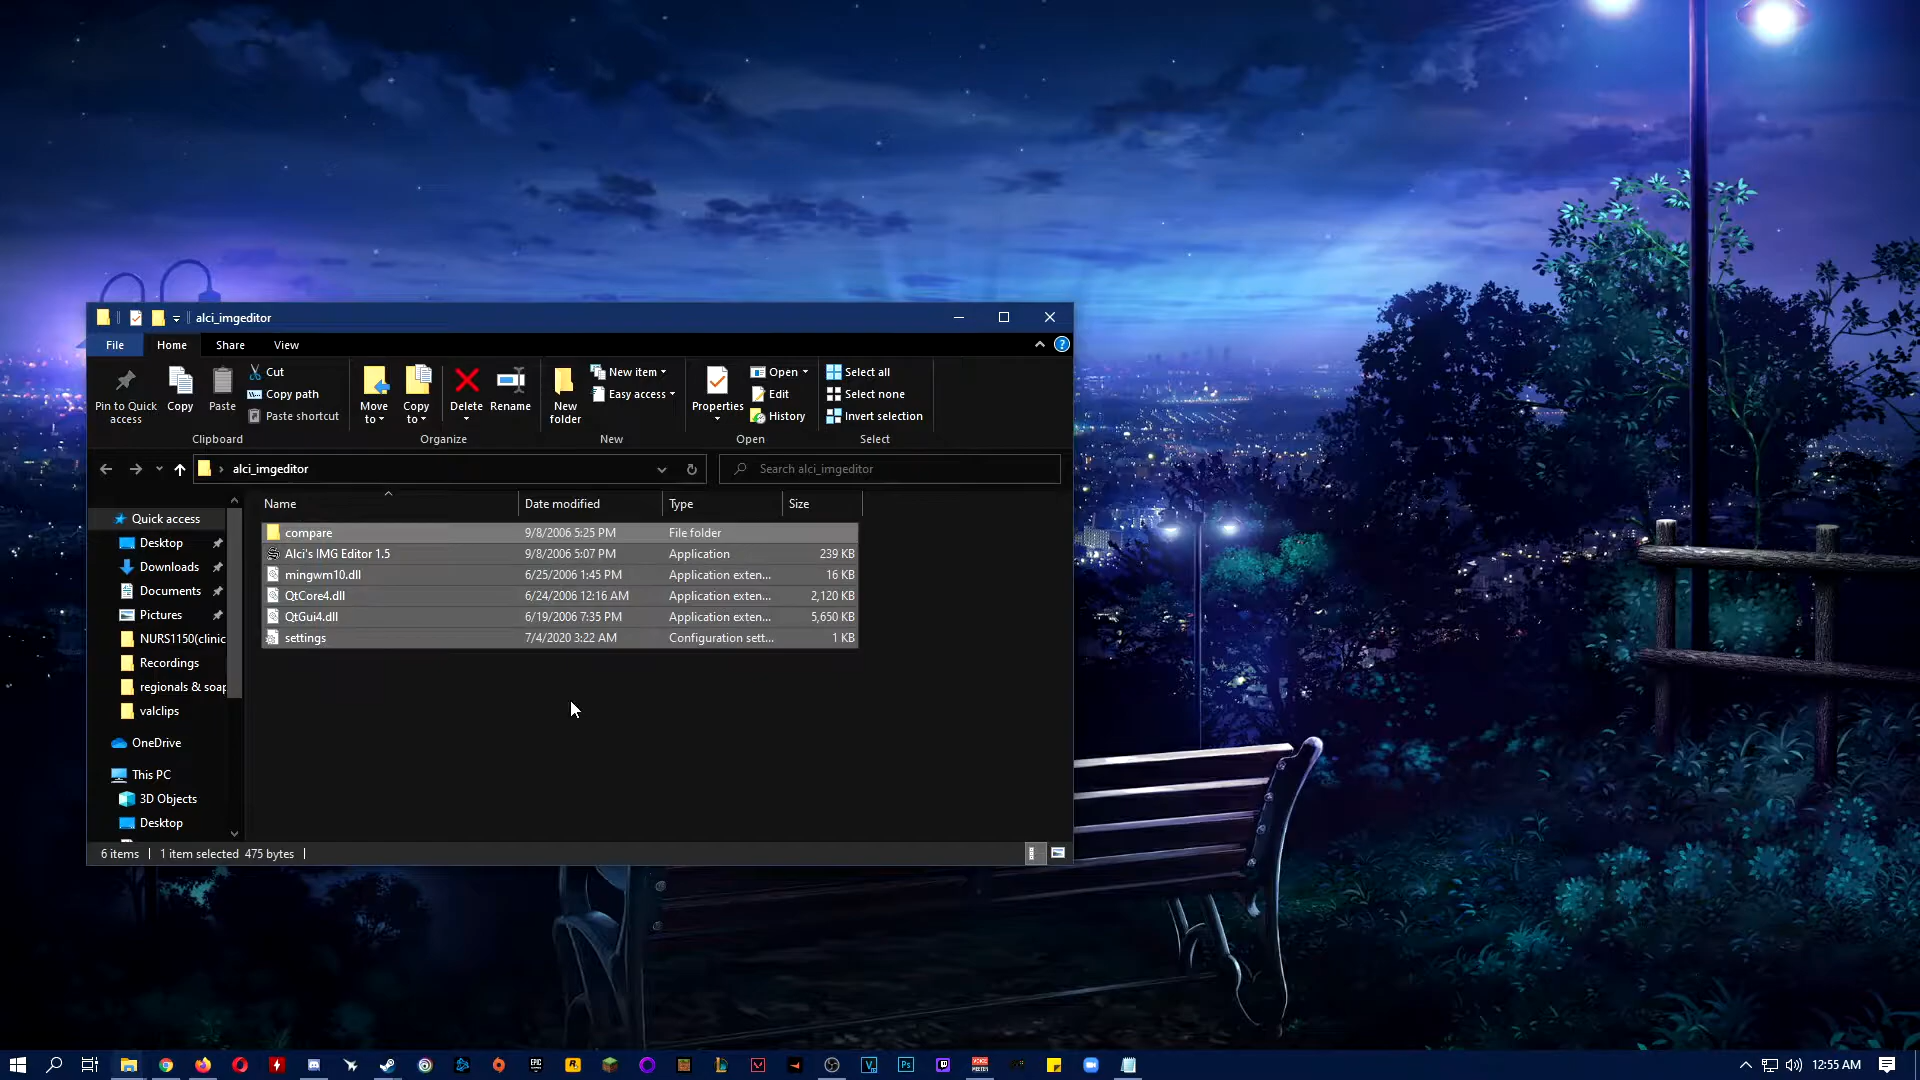 alci_imgeditor
File Home Share View
Pin to Quick access
Copy
Paste
Cut
Copy path
Paste shortcut
Clipboard
Move to
Copy to
Delete
Rename
Organize
New folder
New item
Easy access
New
Properties
Open
Edit
History
Open
Select all
Select none
Invert selection
Select
alci_imgeditor
Search alci_imgeditor
Name Date modified Type Size
compare 9/8/2006 5:25 PM File folder
Alci's IMG Editor 1.5 9/8/2006 5:07 PM Application 239 KB
mingwm10.dll 6/25/2006 1:45 PM Application exten... 16 KB
QtCore4.dll 6/24/2006 12:16 AM Application exten... 2,120 KB
QtGui4.dll 6/19/2006 7:35 PM Application exten... 5,650 KB
settings 7/4/2020 3:22 AM Configuration sett... 1 KB
Quick access
Desktop
Downloads
Documents
Pictures
NURS1150(clinic
Recordings
regionals & soap
valclips
OneDrive
This PC
3D Objects
Desktop
6 items 1 item selected 475 bytes
EPIC
Ps
12:55 AM